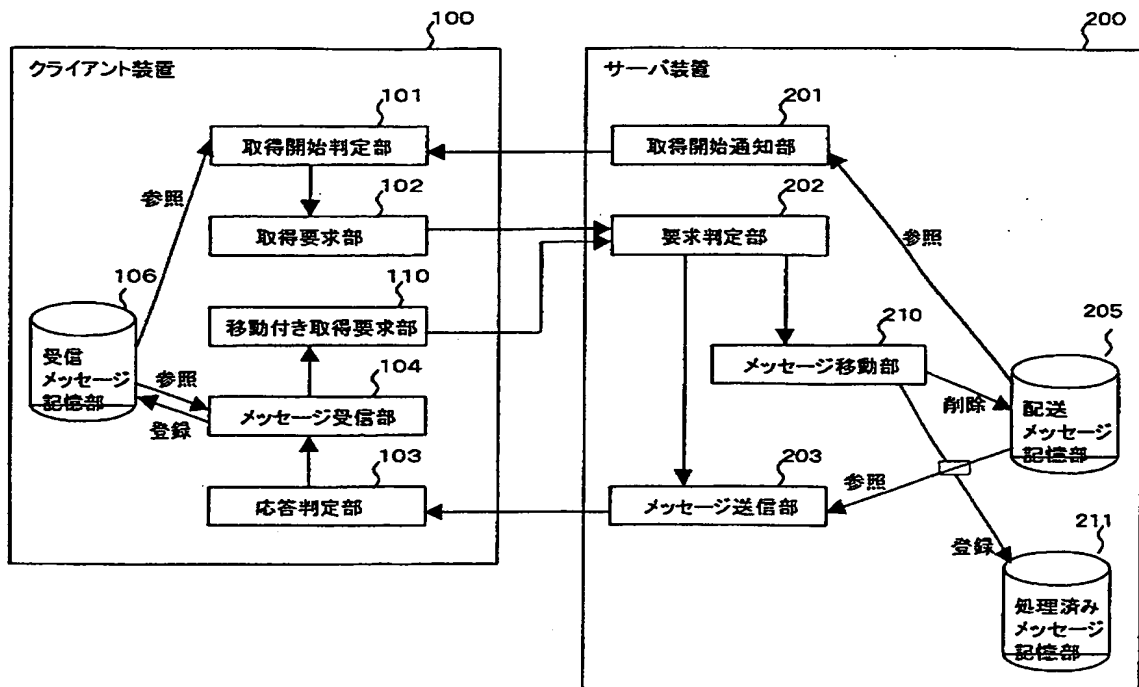 100
200
クライアント装置
サーバ装置
101
取得開始判定部
201
取得開始通知部
参照
102
取得要求部
202
要求判定部
参照
106
受信
メッセージ
記憶部
110
移動付き取得要求部
210
メッセージ移動部
205
配送
メッセージ
記憶部
参照
登録
104
メッセージ受信部
削除
103
応答判定部
203
メッセージ送信部
参照
登録
211
処理済み
メッセージ
記憶部